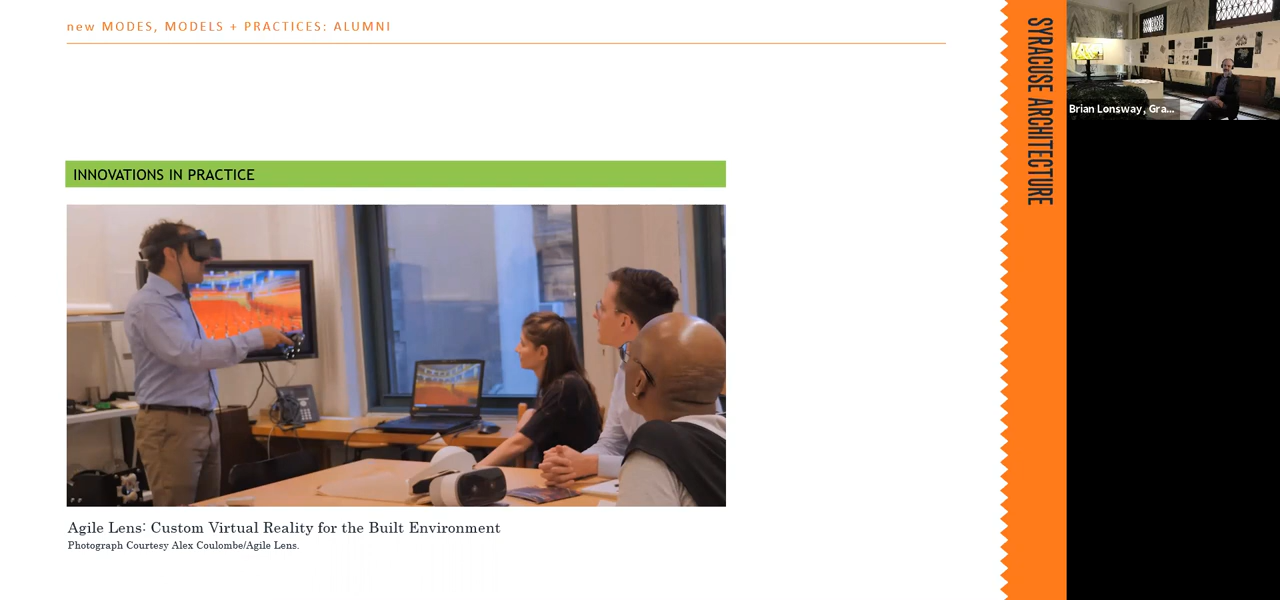 new MODES, MODELS + PRACTICES: ALUMNI
INNOVATIONS IN PRACTICE
Agile Lens: Custom Virtual Reality for the Built Environment
Photograph Courtesy Alex Coulombe/Agile Lens.
SYRACUSE ARCHITECTURE
Brian Lonsway, Gra...